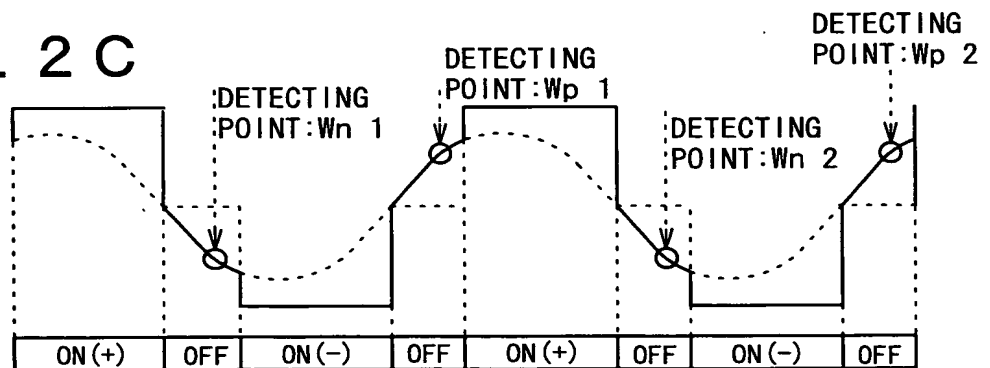 . 2 C
DETECTING
POINT:Wn 1
DETECTING
POINT:Wp 1
DETECTING
POINT:Wn 2
DETECTING
POINT:Wp 2
ON(+) OFF ON(-) OFF ON(+) OFF ON(-) OFF